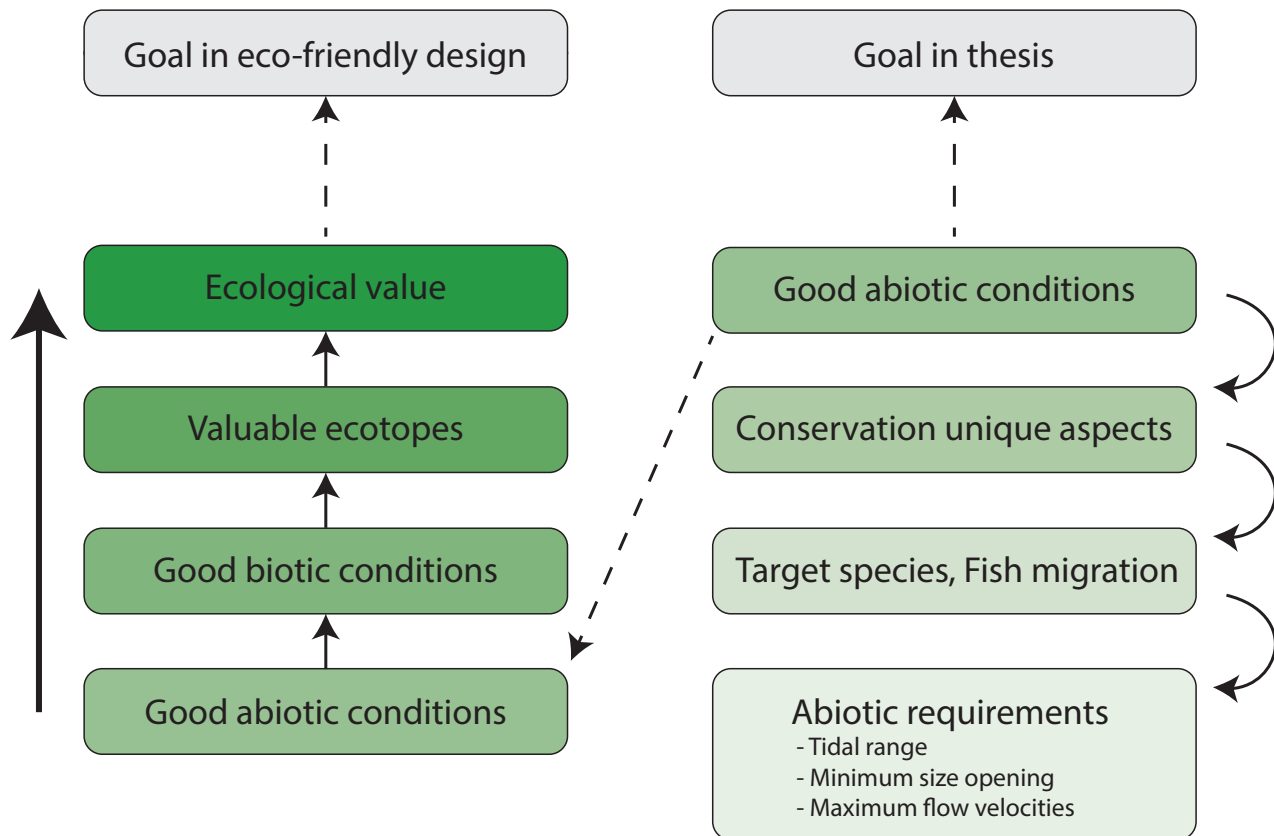 Goal in eco-friendly design
Ecological value
Valuable ecotopes
Good biotic conditions
Good abiotic conditions
Goal in thesis
Good abiotic conditions
Conservation unique aspects
Target species, Fish migration
Abiotic requirements
- Tidal range
- Minimum size opening
- Maximum flow velocities